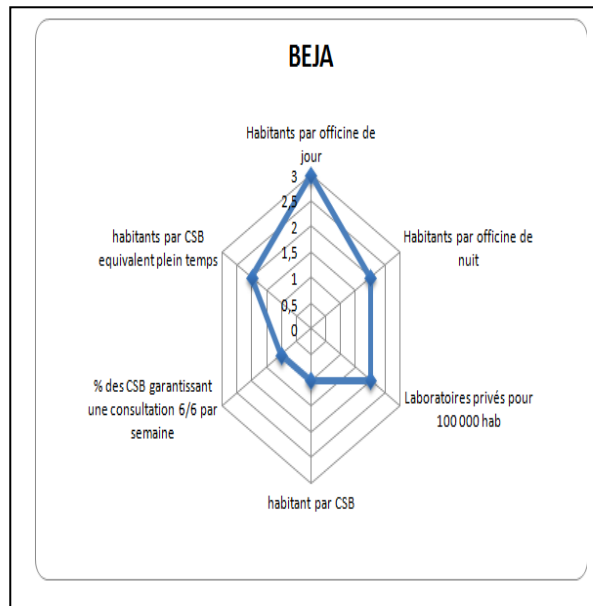 BEJA
Habitants par officine de
jour
3
2,5
2
1,5
1
0,5
0
Habitants par officine de
nuit
Laboratoires privés pour
100 000 hab
habitant par CSB
% des CSB garantissant
une consultation 6/6 par
semaine
habitants par CSB
equivalent plein temps